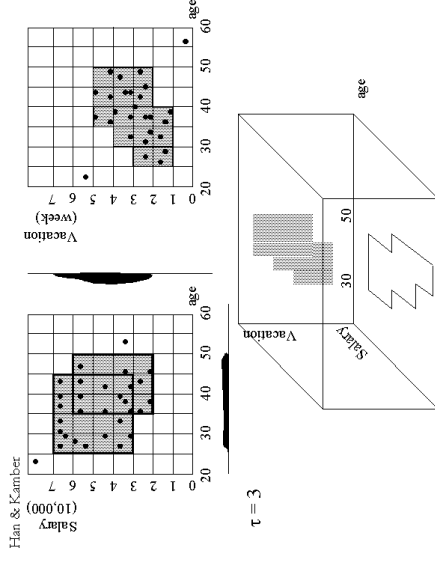 Han & Kamber
Salary
(10,000)
7 6 5 4 3 2 1 0
20 30 40 50 60
age
Vacation
(week)
7 6 5 4 3 2 1 0
20 30 40 50 60
age
τ = 3
Vacation
Salary
30 50
age